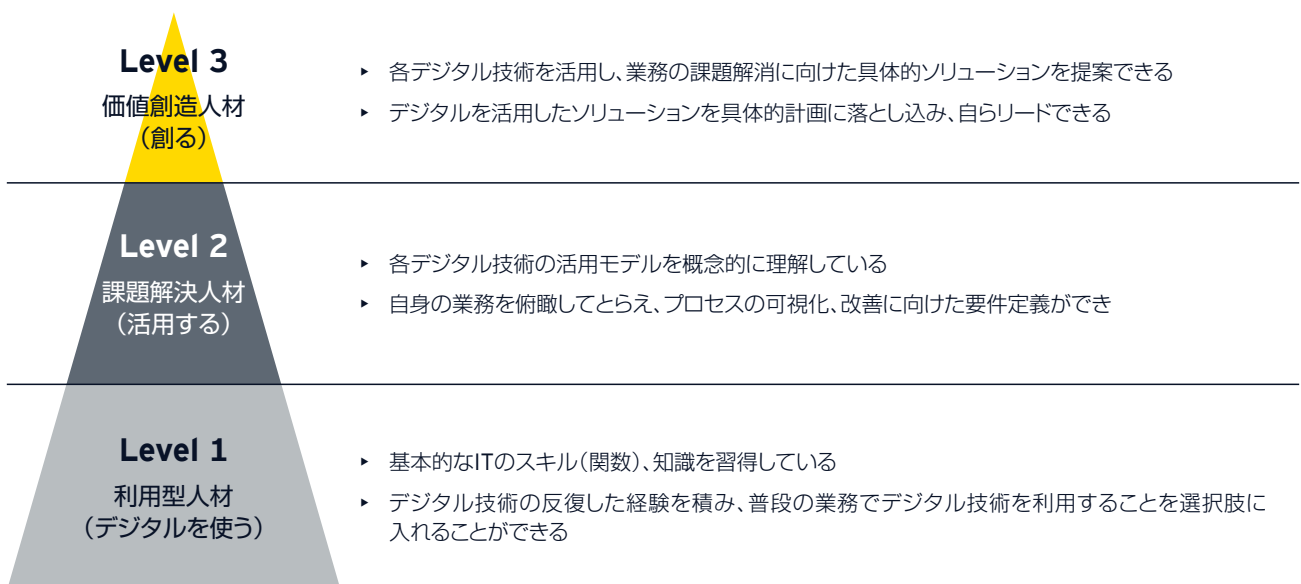 Level 3
価値創造人材
（創る）
▸ 各デジタル技術を活用し、業務の課題解消に向けた具体的ソリューションを提案できる
▸ デジタルを活用したソリューションを具体的計画に落とし込み、自らリードできる
Level 2
課題解決人材
（活用する）
▸ 各デジタル技術の活用モデルを概念的に理解している
▸ 自身の業務を俯瞰してとらえ、プロセスの可視化、改善に向けた要件定義ができ
Level 1
利用型人材
（デジタルを使う）
▸ 基本的なITのスキル（関数）、知識を習得している
▸ デジタル技術の反復した経験を積み、普段の業務でデジタル技術を利用することを選択肢に
入れることができる